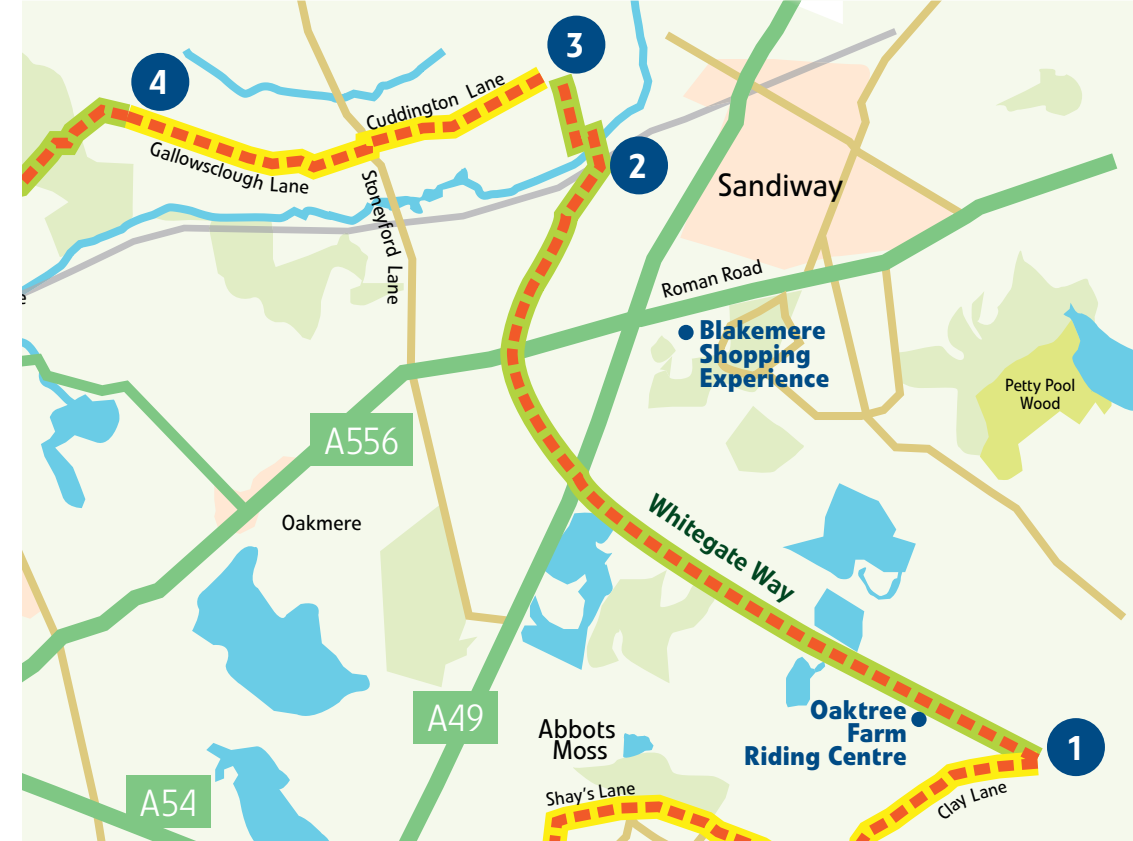 3
4
Cuddington Lane
Gallowsclough Lane
2
Sandiway
Stoneyford Lane
Roman Road
e
Blakemere
Shopping
Experience
Petty Pool
Wood
A556
Whitegate Way
Oakmere
A49
Oaktree
Farm
Riding Centre
Abbots
Moss
1
Shay's Lane
Clay Lane
A54